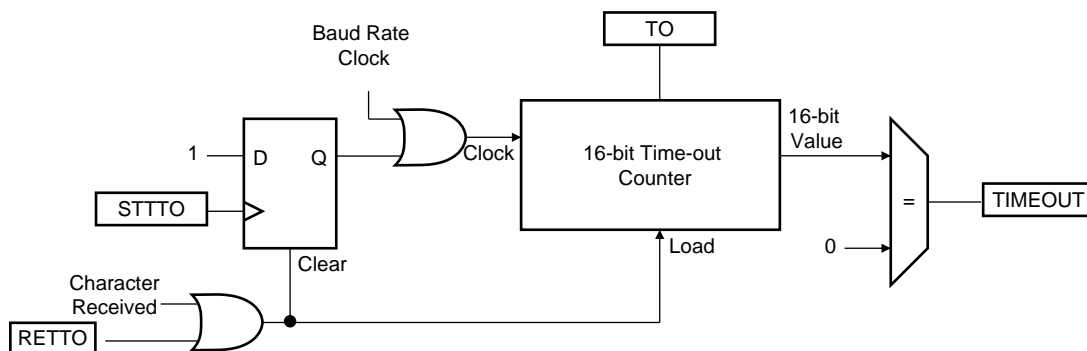 TO
Baud Rate
Clock
16-bit
Value
1
D
Q
Clock
16-bit Time-out
Counter
STTTO
=
TIMEOUT
Clear
Load
0
Character
Received
RETTO